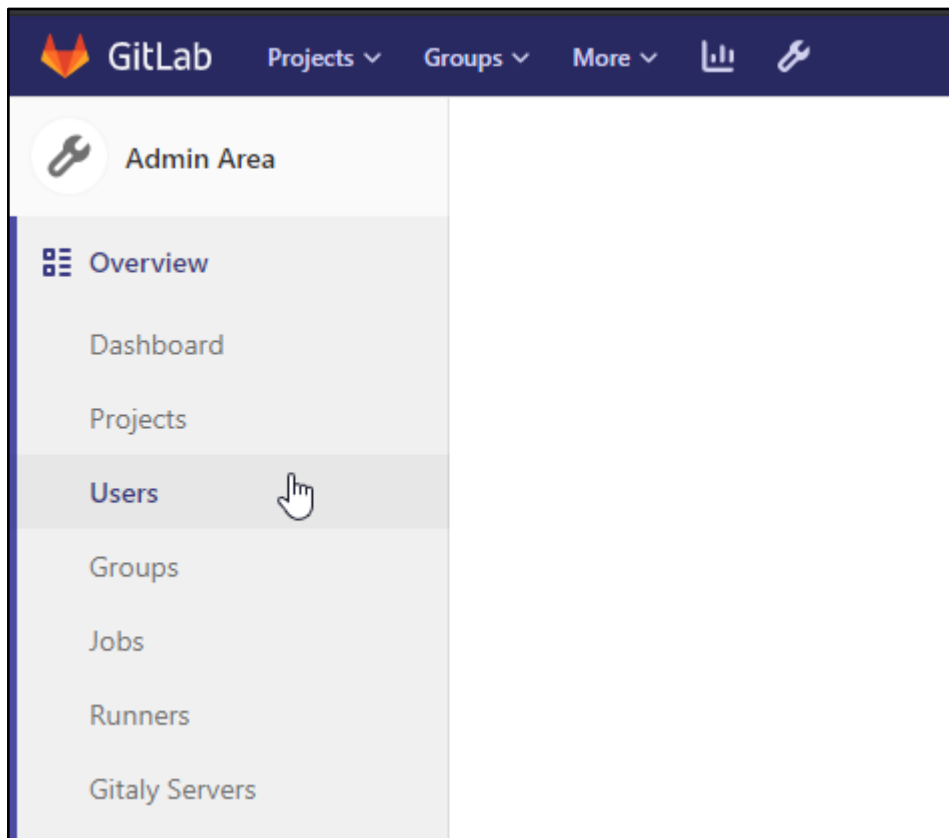 GitLab Projects Groups More
Admin Area
Overview
Dashboard
Projects
Users
Groups
Jobs
Runners
Gitaly Servers